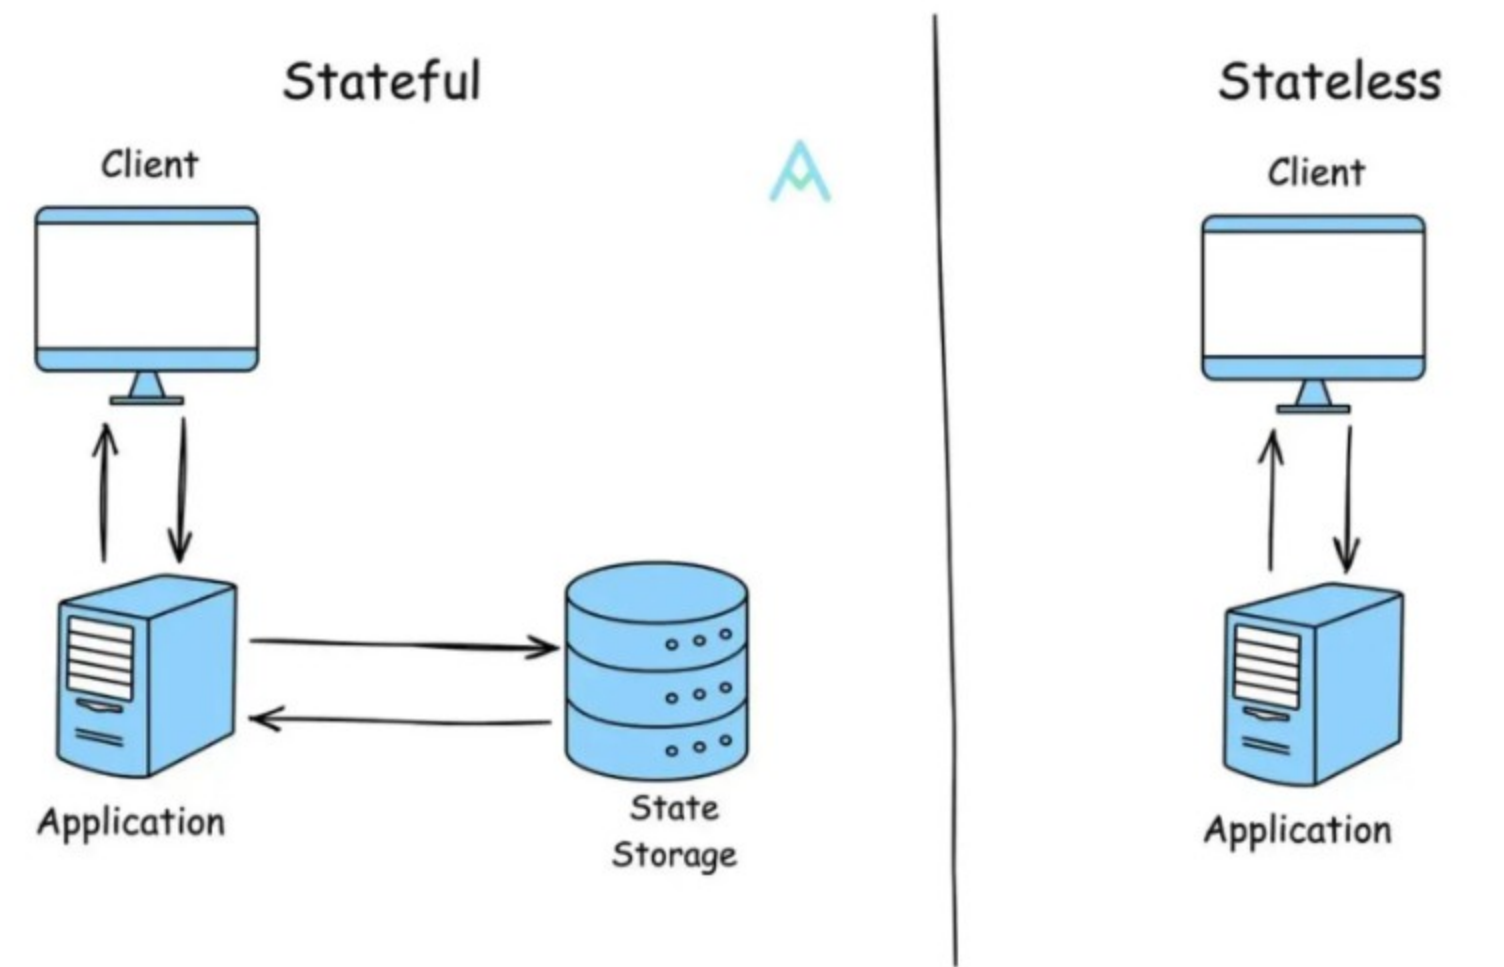 Stateful
Client
Application
State
Storage
Stateless
Client
Application